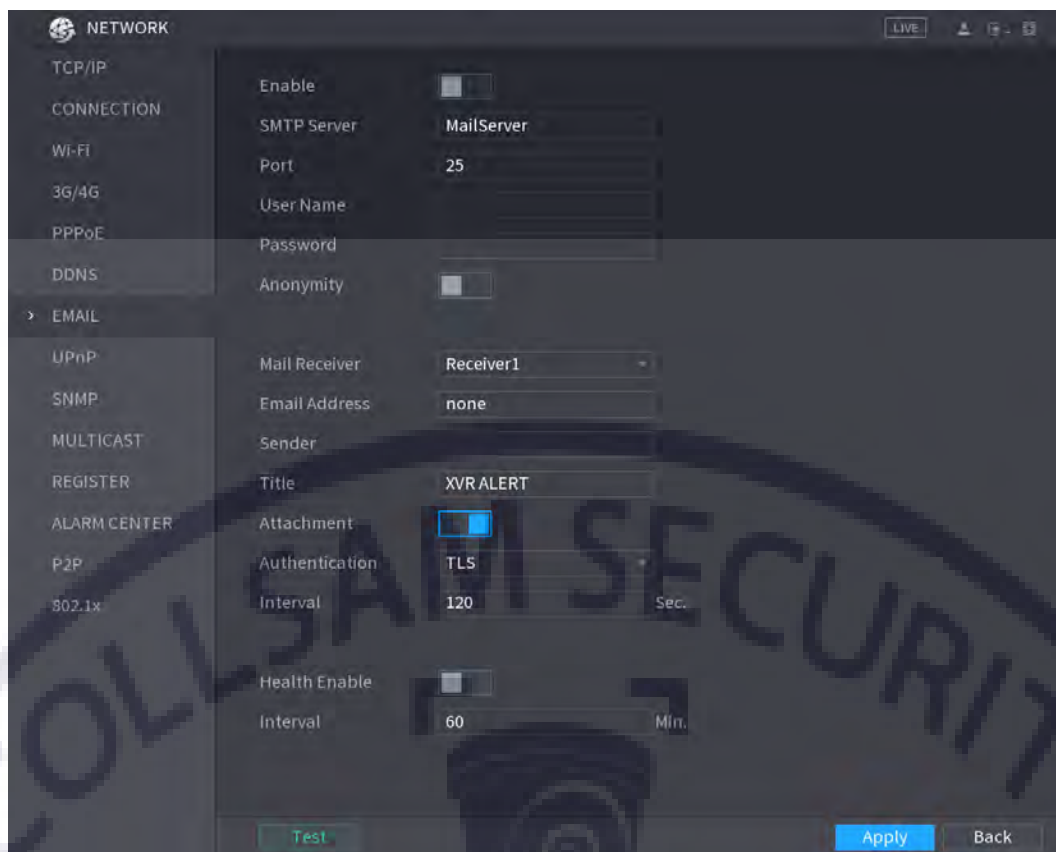 NETWORK
LIVE
TCP/IP
CONNECTION
Wi-Fi
3G/4G
PPPoE
DDNS
EMAIL
UPnP
SNMP
MULTICAST
REGISTER
ALARM CENTER
P2P
802.1x
Enable
SMTP Server MailServer
Port 25
User Name
Password
Anonymity
Mail Receiver Receiver1
Email Address none
Sender
Title XVR ALERT
Attachment
Authentication TLS
Interval 120 Sec.
Health Enable
Interval 60 Min.
Test Apply Back
OLLSAM SECURIT